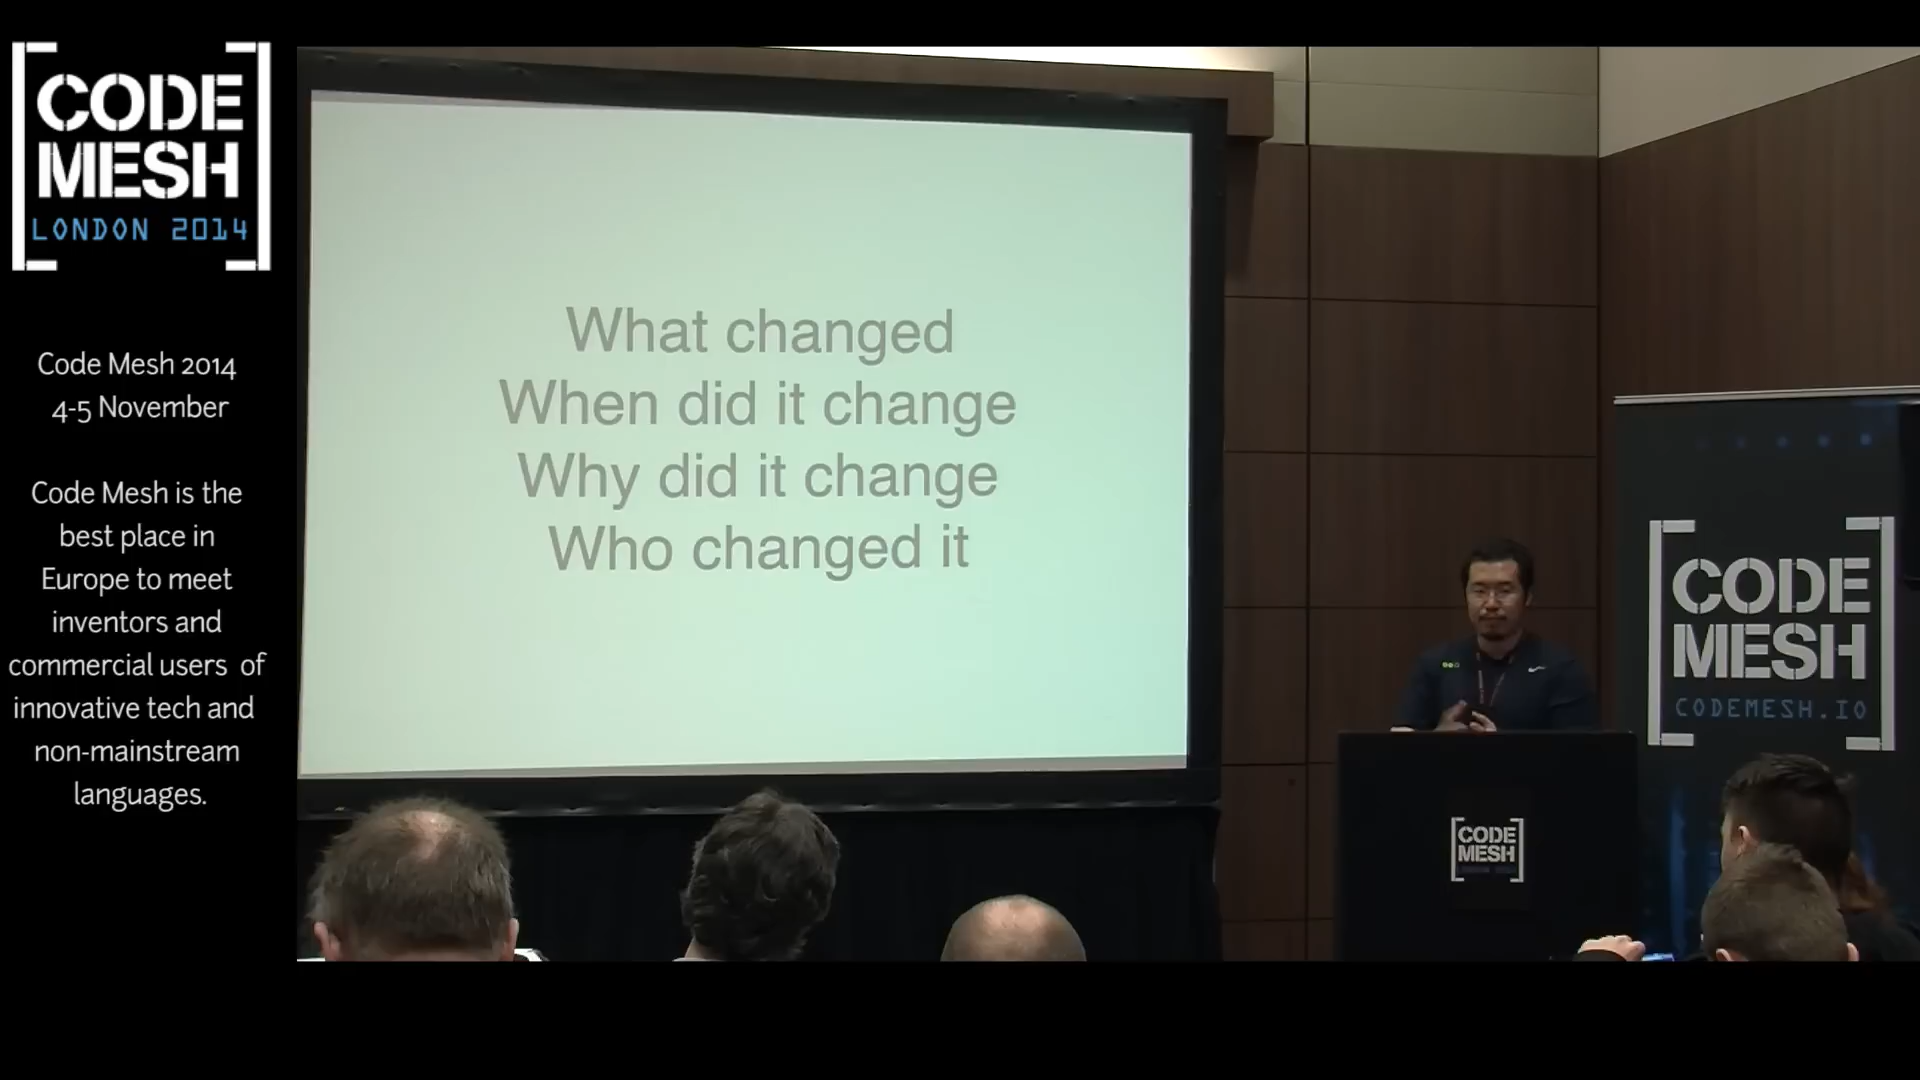 CODE
MESH
LONDON 2014
Code Mesh 2014
4-5 November
Code Mesh is the
best place in
Europe to meet
inventors and
commercial users of
innovative tech and
non-mainstream
languages.
What changed
When did it change
Why did it change
Who changed it
CODE
MESH
CODEMESH.IO
CODE
MESH
LONDON 2014